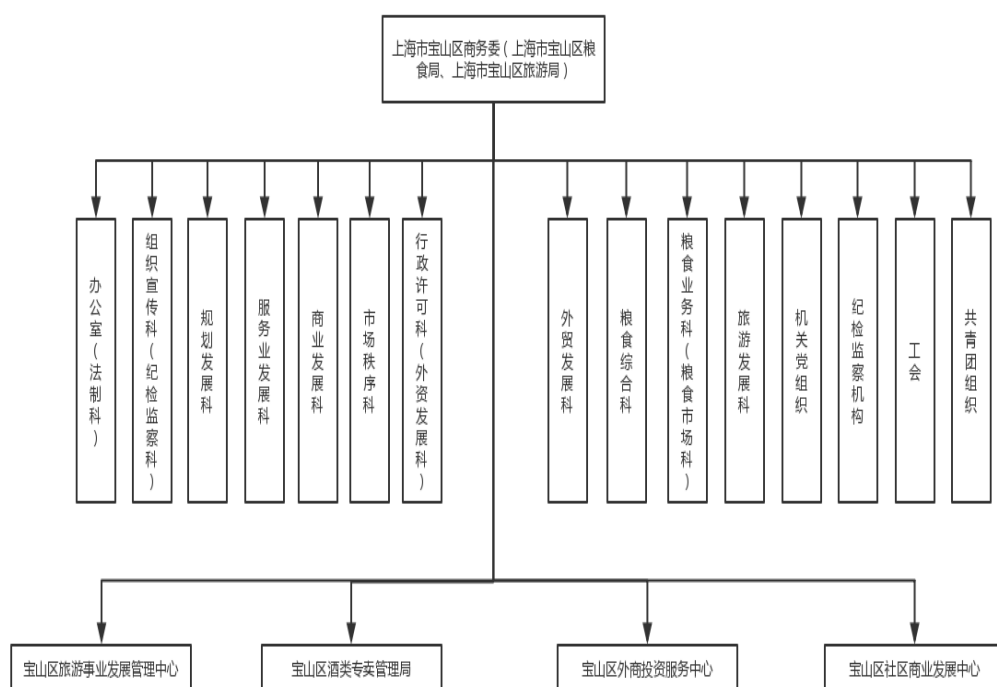 上海市宝山区商务委（上海市宝山区粮
食局、上海市宝山区旅游局）
办公室（法制科）
组织宣传科（纪检监察科）
规划发展科
服务业发展科
商业发展科
市场秩序科
行政许可科（外资发展科）
外贸发展科
粮食综合科
粮食业务科（粮食市场科）
旅游发展科
机关党组织
纪检监察机构
工会
共青团组织
宝山区旅游事业发展管理中心
宝山区酒类专卖管理局
宝山区外商投资服务中心
宝山区社区商业发展中心